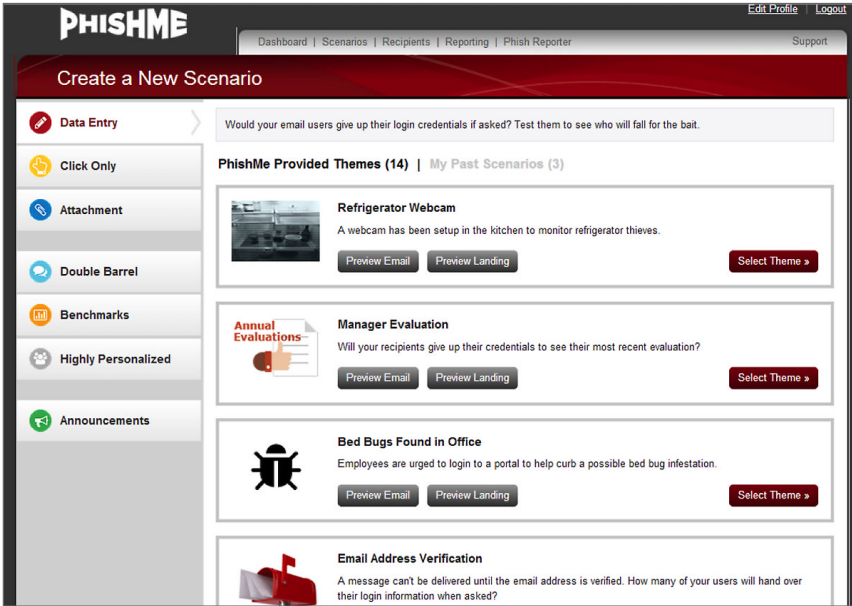 Edit Profile | Logout
PHISHME
Dashboard | Scenarios | Recipients | Reporting | Phish Reporter
Support
Create a New Scenario
Data Entry
Click Only
Attachment
Double Barrel
Benchmarks
Highly Personalized
Announcements
Would your email users give up their login credentials if asked? Test them to see who will fall for the bait.
PhishMe Provided Themes (14) | My Past Scenarios (3)
Refrigerator Webcam
A webcam has been setup in the kitchen to monitor refrigerator thieves.
Preview Email Preview Landing Select Theme »
Annual
Evaluations
Manager Evaluation
Will your recipients give up their credentials to see their most recent evaluation?
Preview Email Preview Landing Select Theme »
Bed Bugs Found in Office
Employees are urged to login to a portal to help curb a possible bed bug infestation.
Preview Email Preview Landing Select Theme »
Email Address Verification
A message can't be delivered until the email address is verified. How many of your users will hand over
their login information when asked?